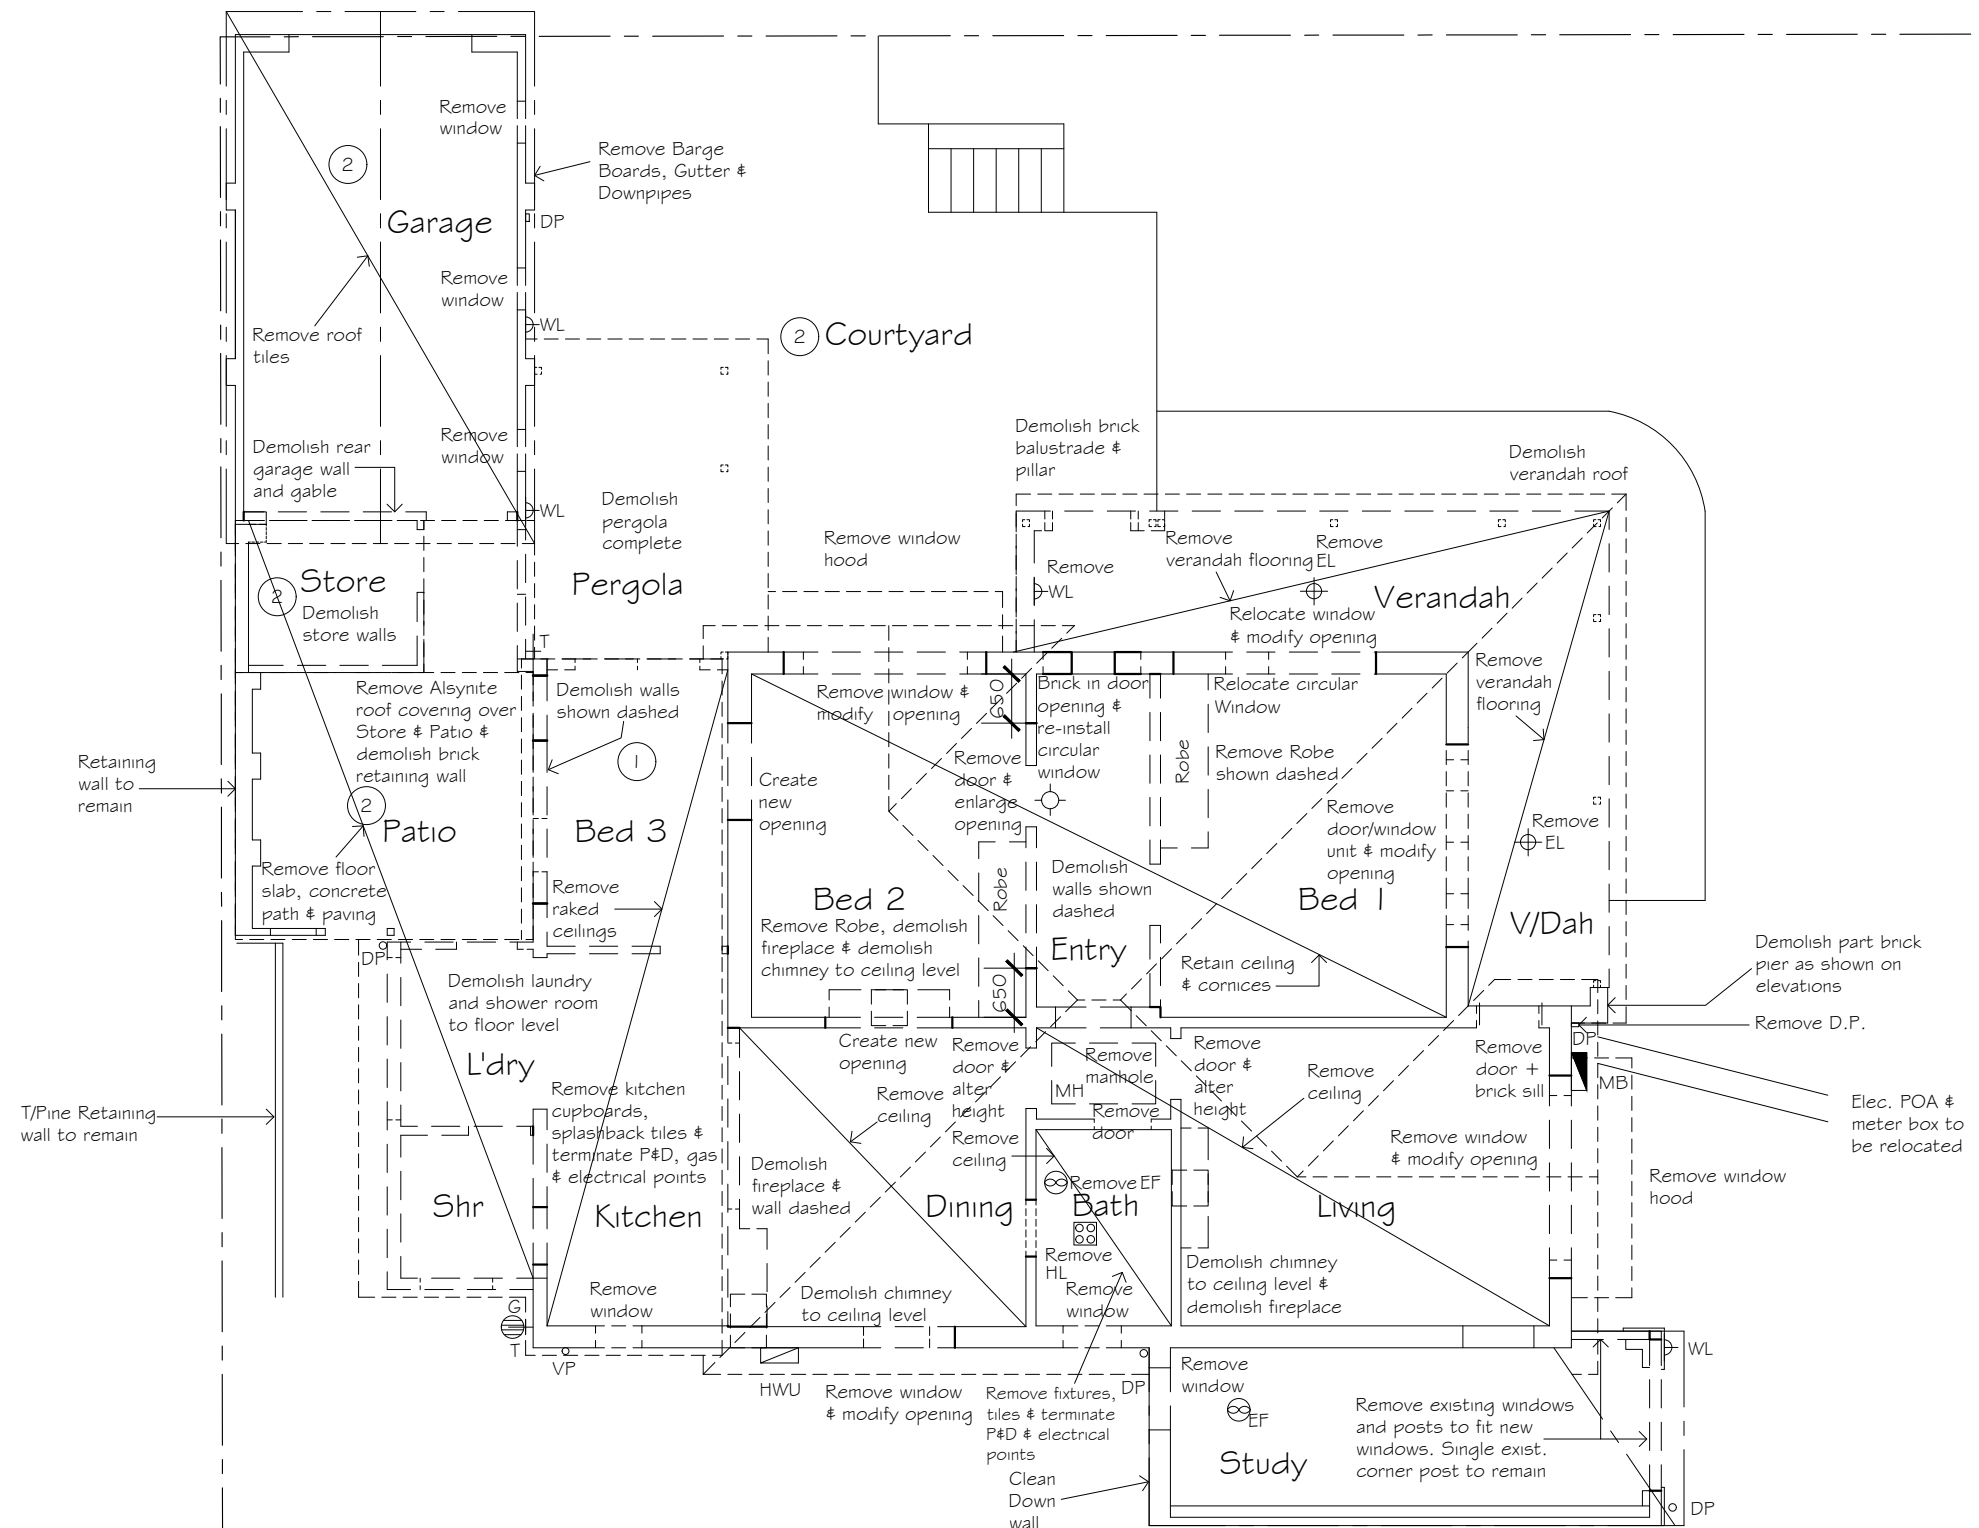 Remove
window
2
Remove Barge
Boards, Gutter &
Downpipes
Garage
DP
Remove
window
WL
Remove roof
tiles
2
Courtyard
Demolish rear
garage wall
and gable
Remove
window
WL
Demolish
pergola
complete
Pergola
Remove window
hood
Demolish brick
balustrade &
pillar
Demolish
verandah roof
Remove
verandah flooring
Remove
EL
Remove
WL
Verandah
Relocate window
& modify opening
Store
2
Demolish
store walls
T
Remove Alsynite
roof covering over
Store & Patio &
demolish brick
retaining wall
Demolish walls
shown dashed
1
Remove window &
modify opening
650
Brick in door
opening &
re-install
circular
window
Relocate circular
Window
Remove
verandah
flooring
Retaining
wall to
remain
2
Patio
Bed 3
Create
new
opening
Remove
door &
enlarge
opening
Robe
Remove Robe
shown dashed
Remove
door/window
unit & modify
opening
Remove
EL
Remove floor
slab, concrete
path & paving
Remove
raked
ceilings
Bed 2
Remove Robe, demolish
fireplace & demolish
chimney to ceiling level
Robe
Demolish
walls shown
dashed
Entry
Bed 1
Retain ceiling
& cornices
V/Dah
Demolish part brick
pier as shown on
elevations
Remove D.P.
DP
Demolish laundry
and shower room
to floor level
650
L'dry
Create new
opening
Remove
door &
alter
height
Remove
manhole
MH
Remove
door &
alter
height
Remove
door +
brick sill
DP
MB
Elec. POA &
meter box to
be relocated
T/Pine Retaining
wall to remain
Remove kitchen
cupboards,
splashback tiles &
terminate P&D, gas
& electrical points
Remove
ceiling
Remove
door
Remove
ceiling
Remove
ceiling
Remove window
& modify opening
Remove window
hood
Shr
Kitchen
Demolish
fireplace &
wall dashed
Dining
Remove EF
Bath
Living
Remove
HL
Remove
window
Demolish chimney
to ceiling level &
demolish fireplace
Remove
window
Demolish chimney
to ceiling level
G
T
VP
HWU
Remove window
& modify opening
Remove fixtures,
tiles & terminate
P&D & electrical
points
DP
Remove
window
EF
Remove existing windows
and posts to fit new
windows. Single exist.
corner post to remain
WL
Study
Clean
Down
wall
DP